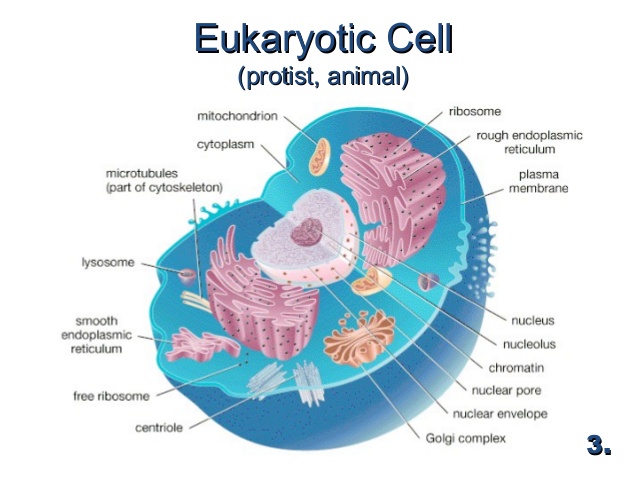 Eukaryotic Cell
(protist, animal)
mitochondrion
ribosome
cytoplasm
rough endoplasmic
reticulum
microtubules
(part of cytoskeleton)
plasma
membrane
lysosome
smooth
endoplasmic
reticulum
free ribosome
centriole
nucleus
nucleolus
chromatin
nuclear pore
nuclear envelope
Golgi complex
3.